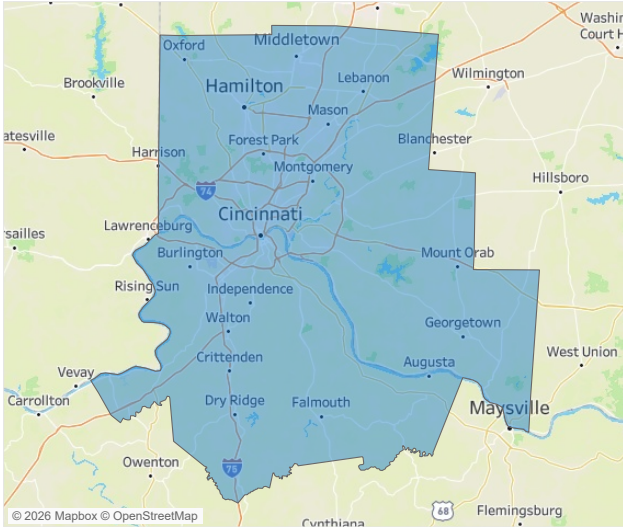 Washin
Court H
Oxford
Middletown
Brookville
Hamilton
Lebanon
Wilmington
Mason
atesville
Forest Park
Blanchester
Harrison
Montgomery
74
Hillsboro
Cincinnati
Lawrenceburg
rsailles
Burlington
Mount Orab
Rising Sun
Independence
Walton
Georgetown
West Union
Crittenden
Augusta
Vevay
Carrollton
Dry Ridge
Falmouth
Maysville
Owenton
75
68
Flemingsburg
© 2026 Mapbox © OpenStreetMap
Cynthiana